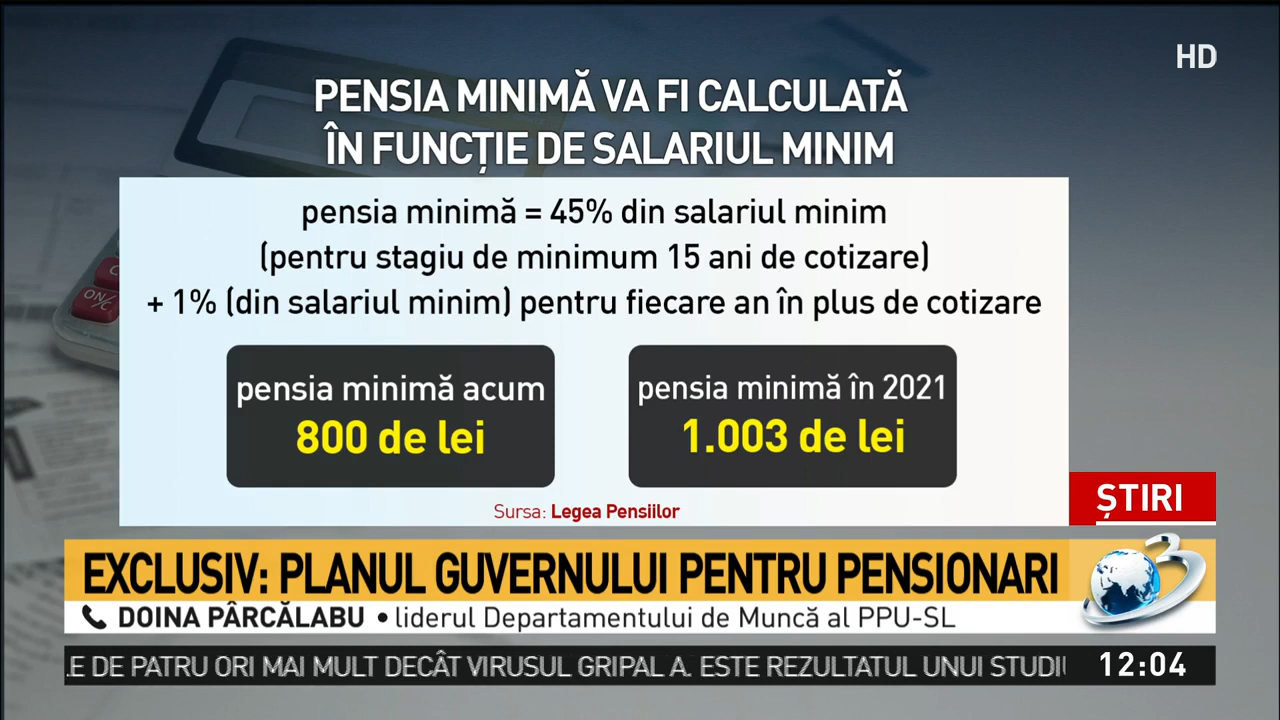 HD
PENSIA MINIMĂ VA FI CALCULATĂ
ÎN FUNCȚIE DE SALARIUL MINIM
pensia minimă = 45% din salariul minim
(pentru stagiu de minimum 15 ani de cotizare)
+ 1% (din salariul minim) pentru fiecare an în plus de cotizare
ON/C
pensia minimă acum
800 de lei
pensia minimă în 2021
1.003 de lei
Sursa: Legea Pensiilor
ȘTIRI
EXCLUSIV: PLANUL GUVERNULUI PENTRU PENSIONARI
3
DOINA PÂRCĂLABU • liderul Departamentului de Muncă al PPU-SL
E DE PATRU ORI MAI MULT DECÂT VIRUSUL GRIPAL A. ESTE REZULTATUL UNUI STUDI
12:04